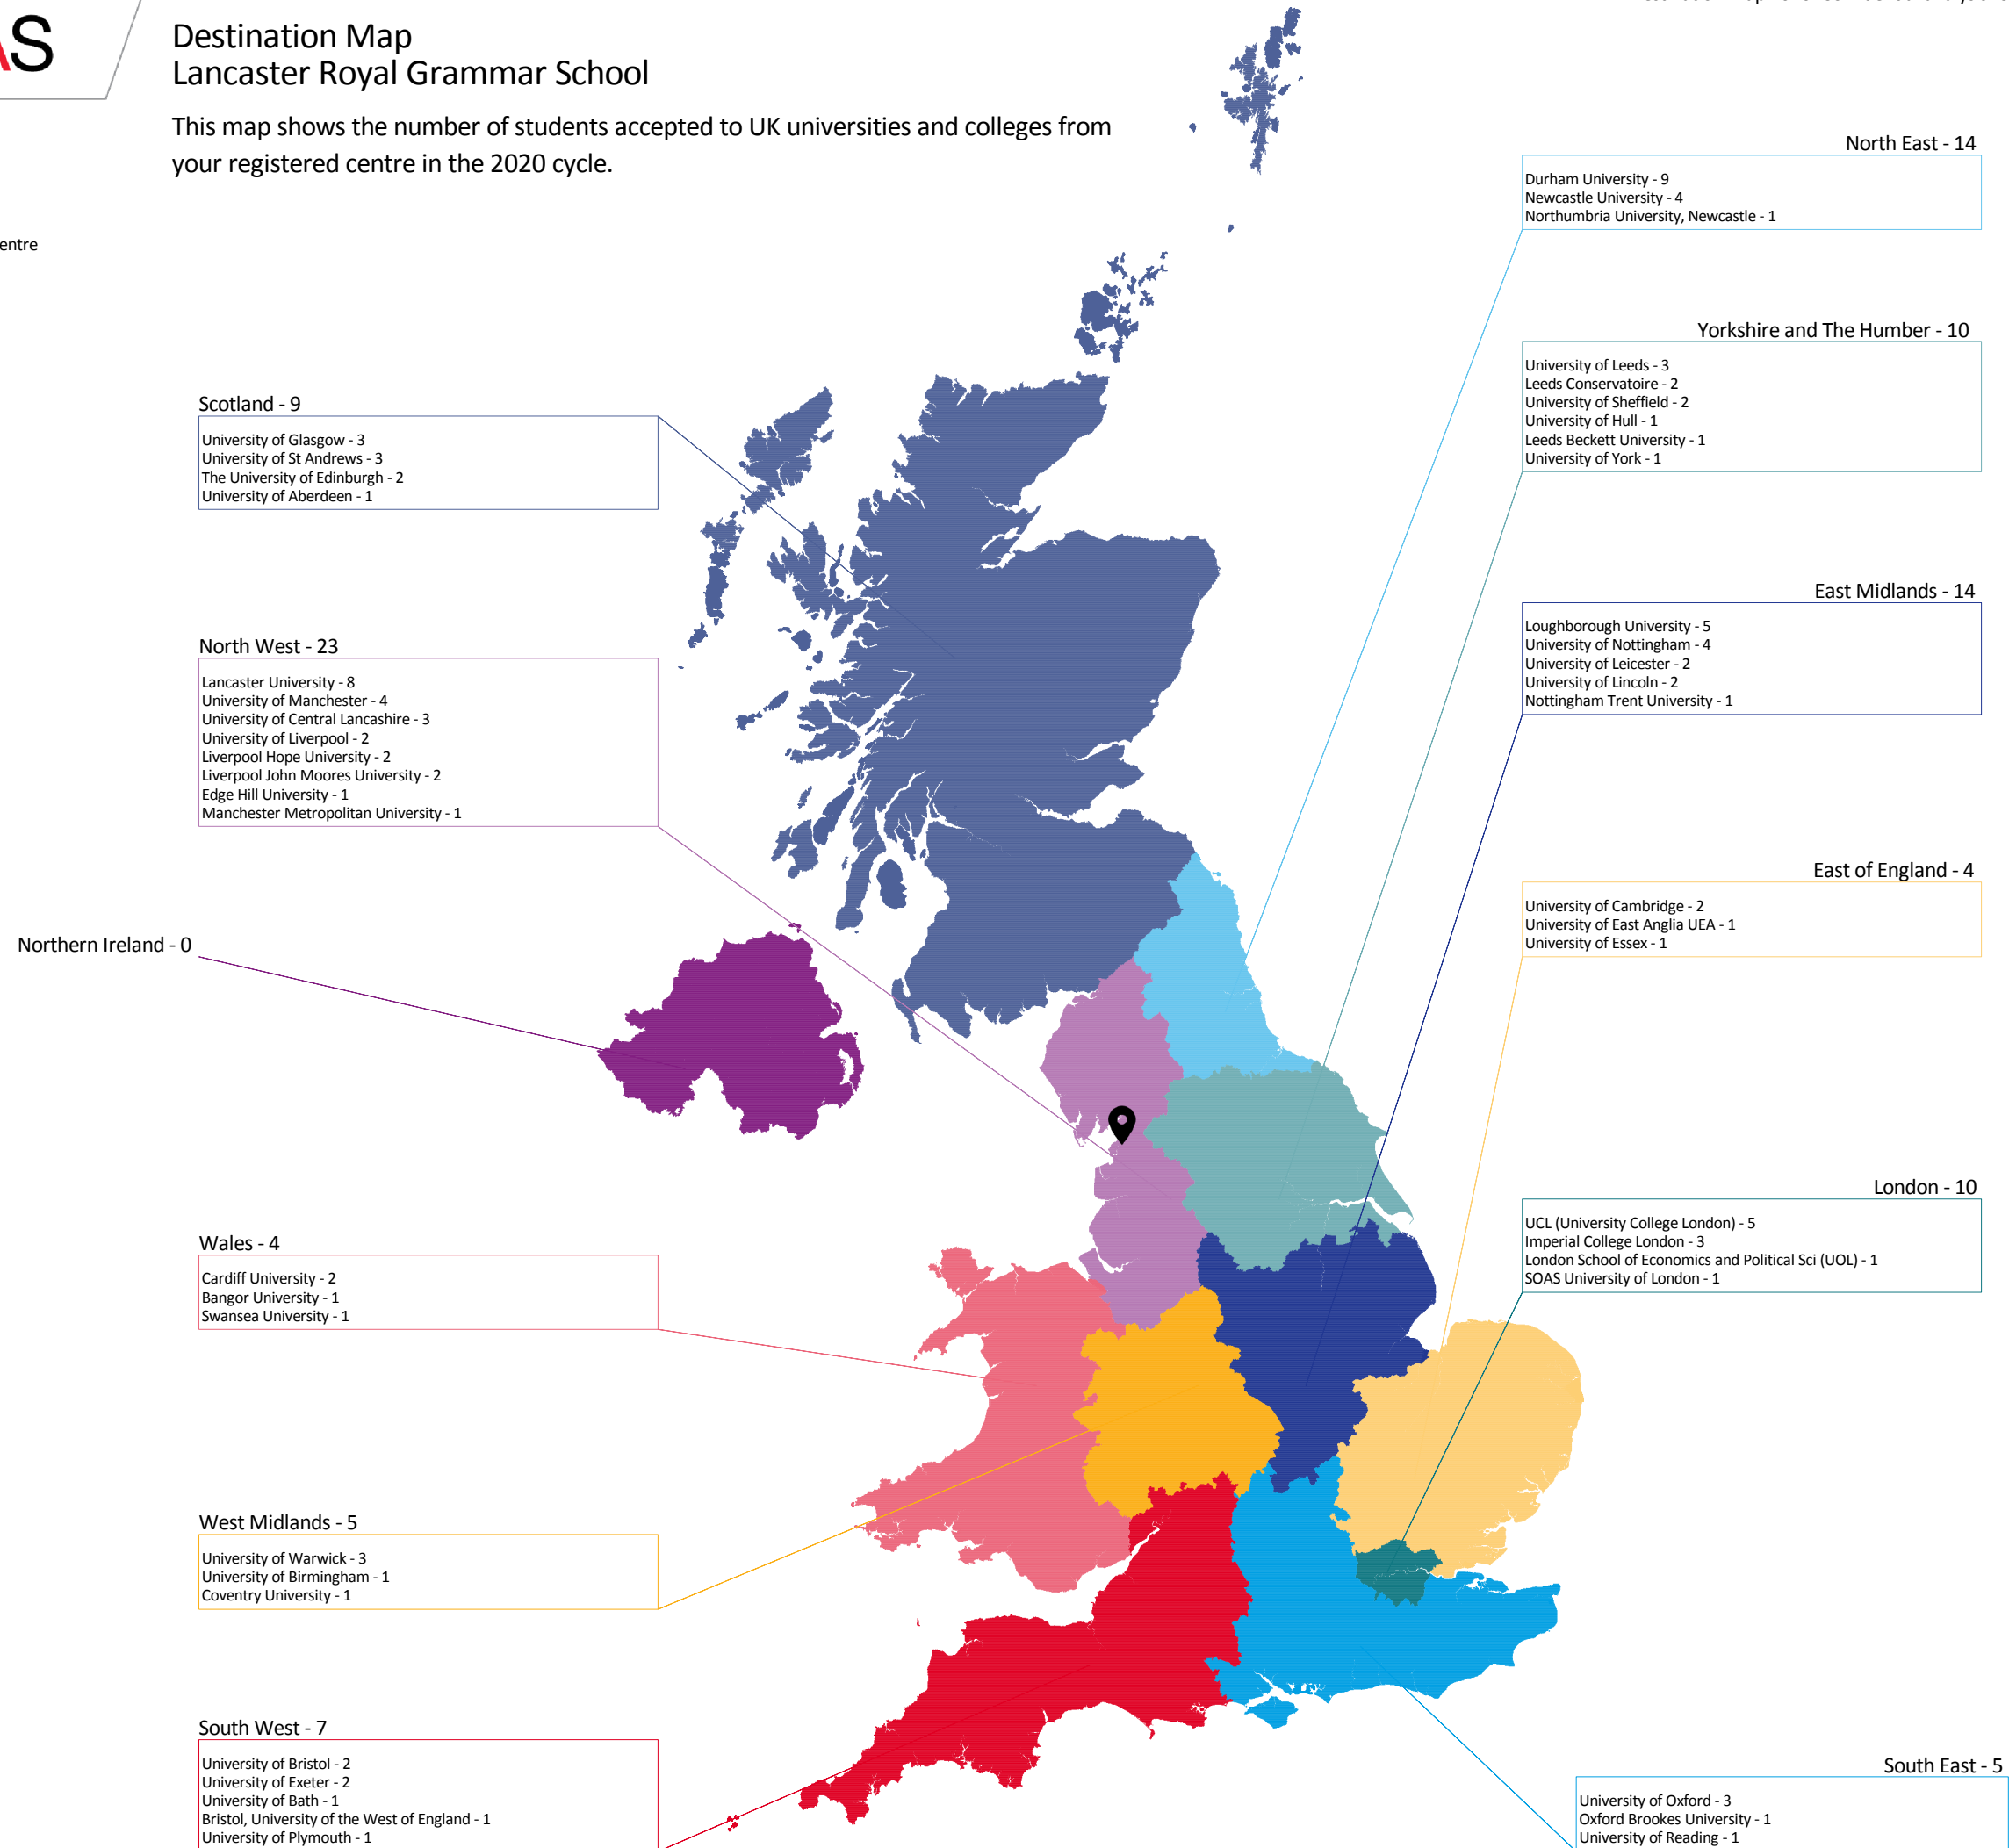 AS
Destination Map
Lancaster Royal Grammar School
This map shows the number of students accepted to UK universities and colleges from
your registered centre in the 2020 cycle.
entre
Scotland - 9
University of Glasgow - 3
University of St Andrews - 3
The University of Edinburgh - 2
University of Aberdeen - 1
North West - 23
Lancaster University - 8
University of Manchester - 4
University of Central Lancashire - 3
University of Liverpool - 2
Liverpool Hope University - 2
Liverpool John Moores University - 2
Edge Hill University - 1
Manchester Metropolitan University - 1
Northern Ireland - 0
Wales - 4
Cardiff University - 2
Bangor University - 1
Swansea University - 1
West Midlands - 5
University of Warwick - 3
University of Birmingham - 1
Coventry University - 1
South West - 7
University of Bristol - 2
University of Exeter - 2
University of Bath - 1
Bristol, University of the West of England - 1
University of Plymouth - 1
North East - 14
Durham University - 9
Newcastle University - 4
Northumbria University, Newcastle - 1
Yorkshire and The Humber - 10
University of Leeds - 3
Leeds Conservatoire - 2
University of Sheffield - 2
University of Hull - 1
Leeds Beckett University - 1
University of York - 1
East Midlands - 14
Loughborough University - 5
University of Nottingham - 4
University of Leicester - 2
University of Lincoln - 2
Nottingham Trent University - 1
East of England - 4
University of Cambridge - 2
University of East Anglia UEA - 1
University of Essex - 1
London - 10
UCL (University College London) - 5
Imperial College London - 3
London School of Economics and Political Sci (UOL) - 1
SOAS University of London - 1
South East - 5
University of Oxford - 3
Oxford Brookes University - 1
University of Reading - 1